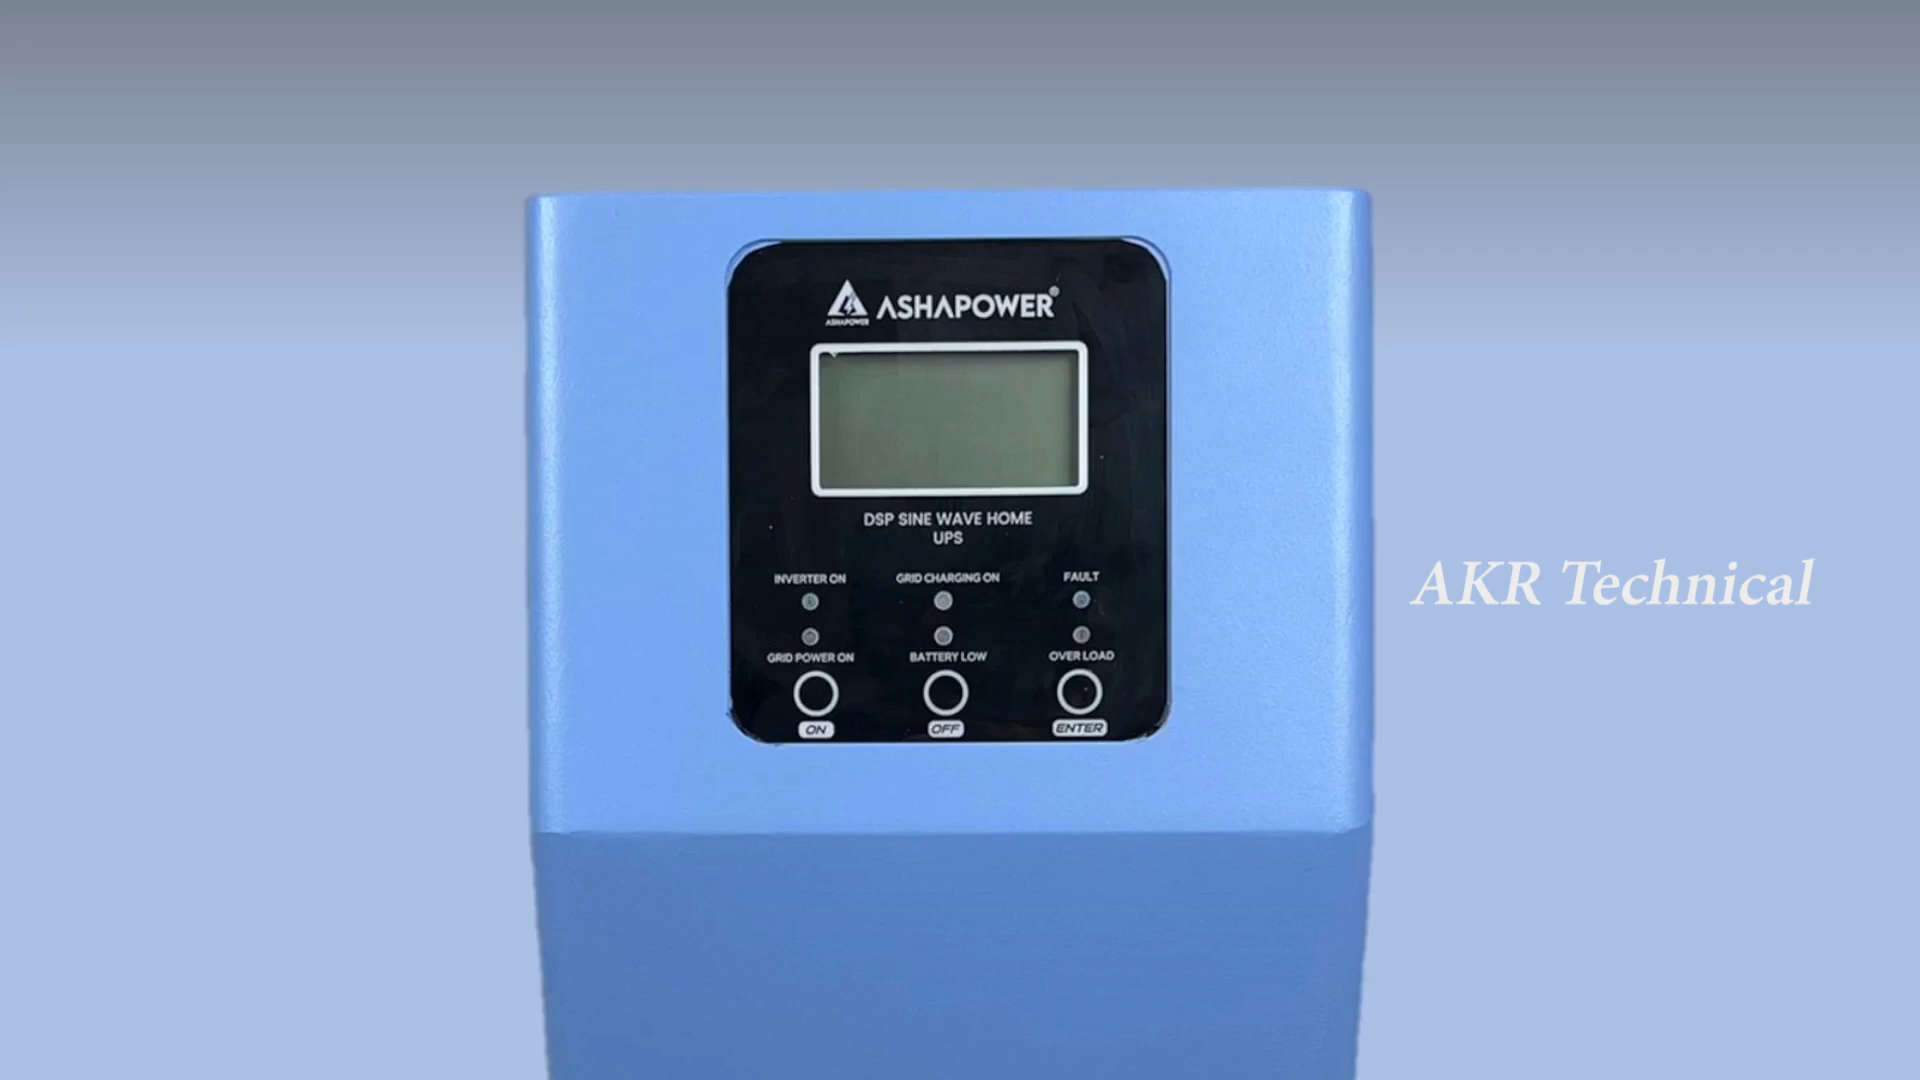 ASHAPOWER®
ASHAPOWER
DSP SINE WAVE HOME
UPS
INVERTER ON
GRID CHARGING ON
FAULT
GRID POWER ON
BATTERY LOW
OVER LOAD
ON
OFF
ENTER
AKR Technical